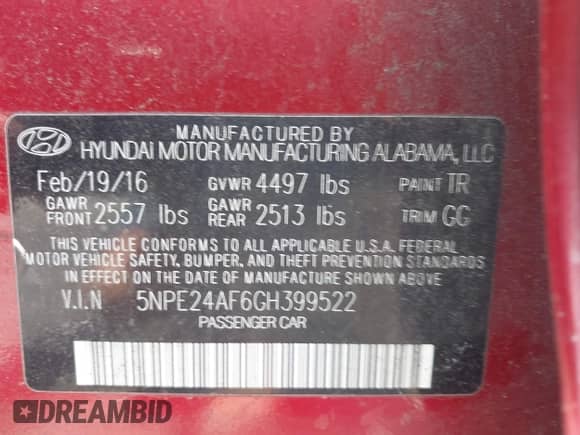 MANUFACTURED BY
HYUNDAI MOTOR MANUFACTURING ALABAMA, LLC
Feb/19/16 GVWR 4497 lbs PAINT TR
GAWR FRONT 2557 lbs GAWR REAR 2513 lbs TRIM GG
THIS VEHICLE CONFORMS TO ALL APPLICABLE U.S.A. FEDERAL
MOTOR VEHICLE SAFETY, BUMPER, AND THEFT PREVENTION STANDARDS
IN EFFECT ON THE DATE OF MANUFACTURE SHOWN ABOVE.
V.I.N 5NPE24AF6GH399522
PASSENGER CAR
DREAMBID